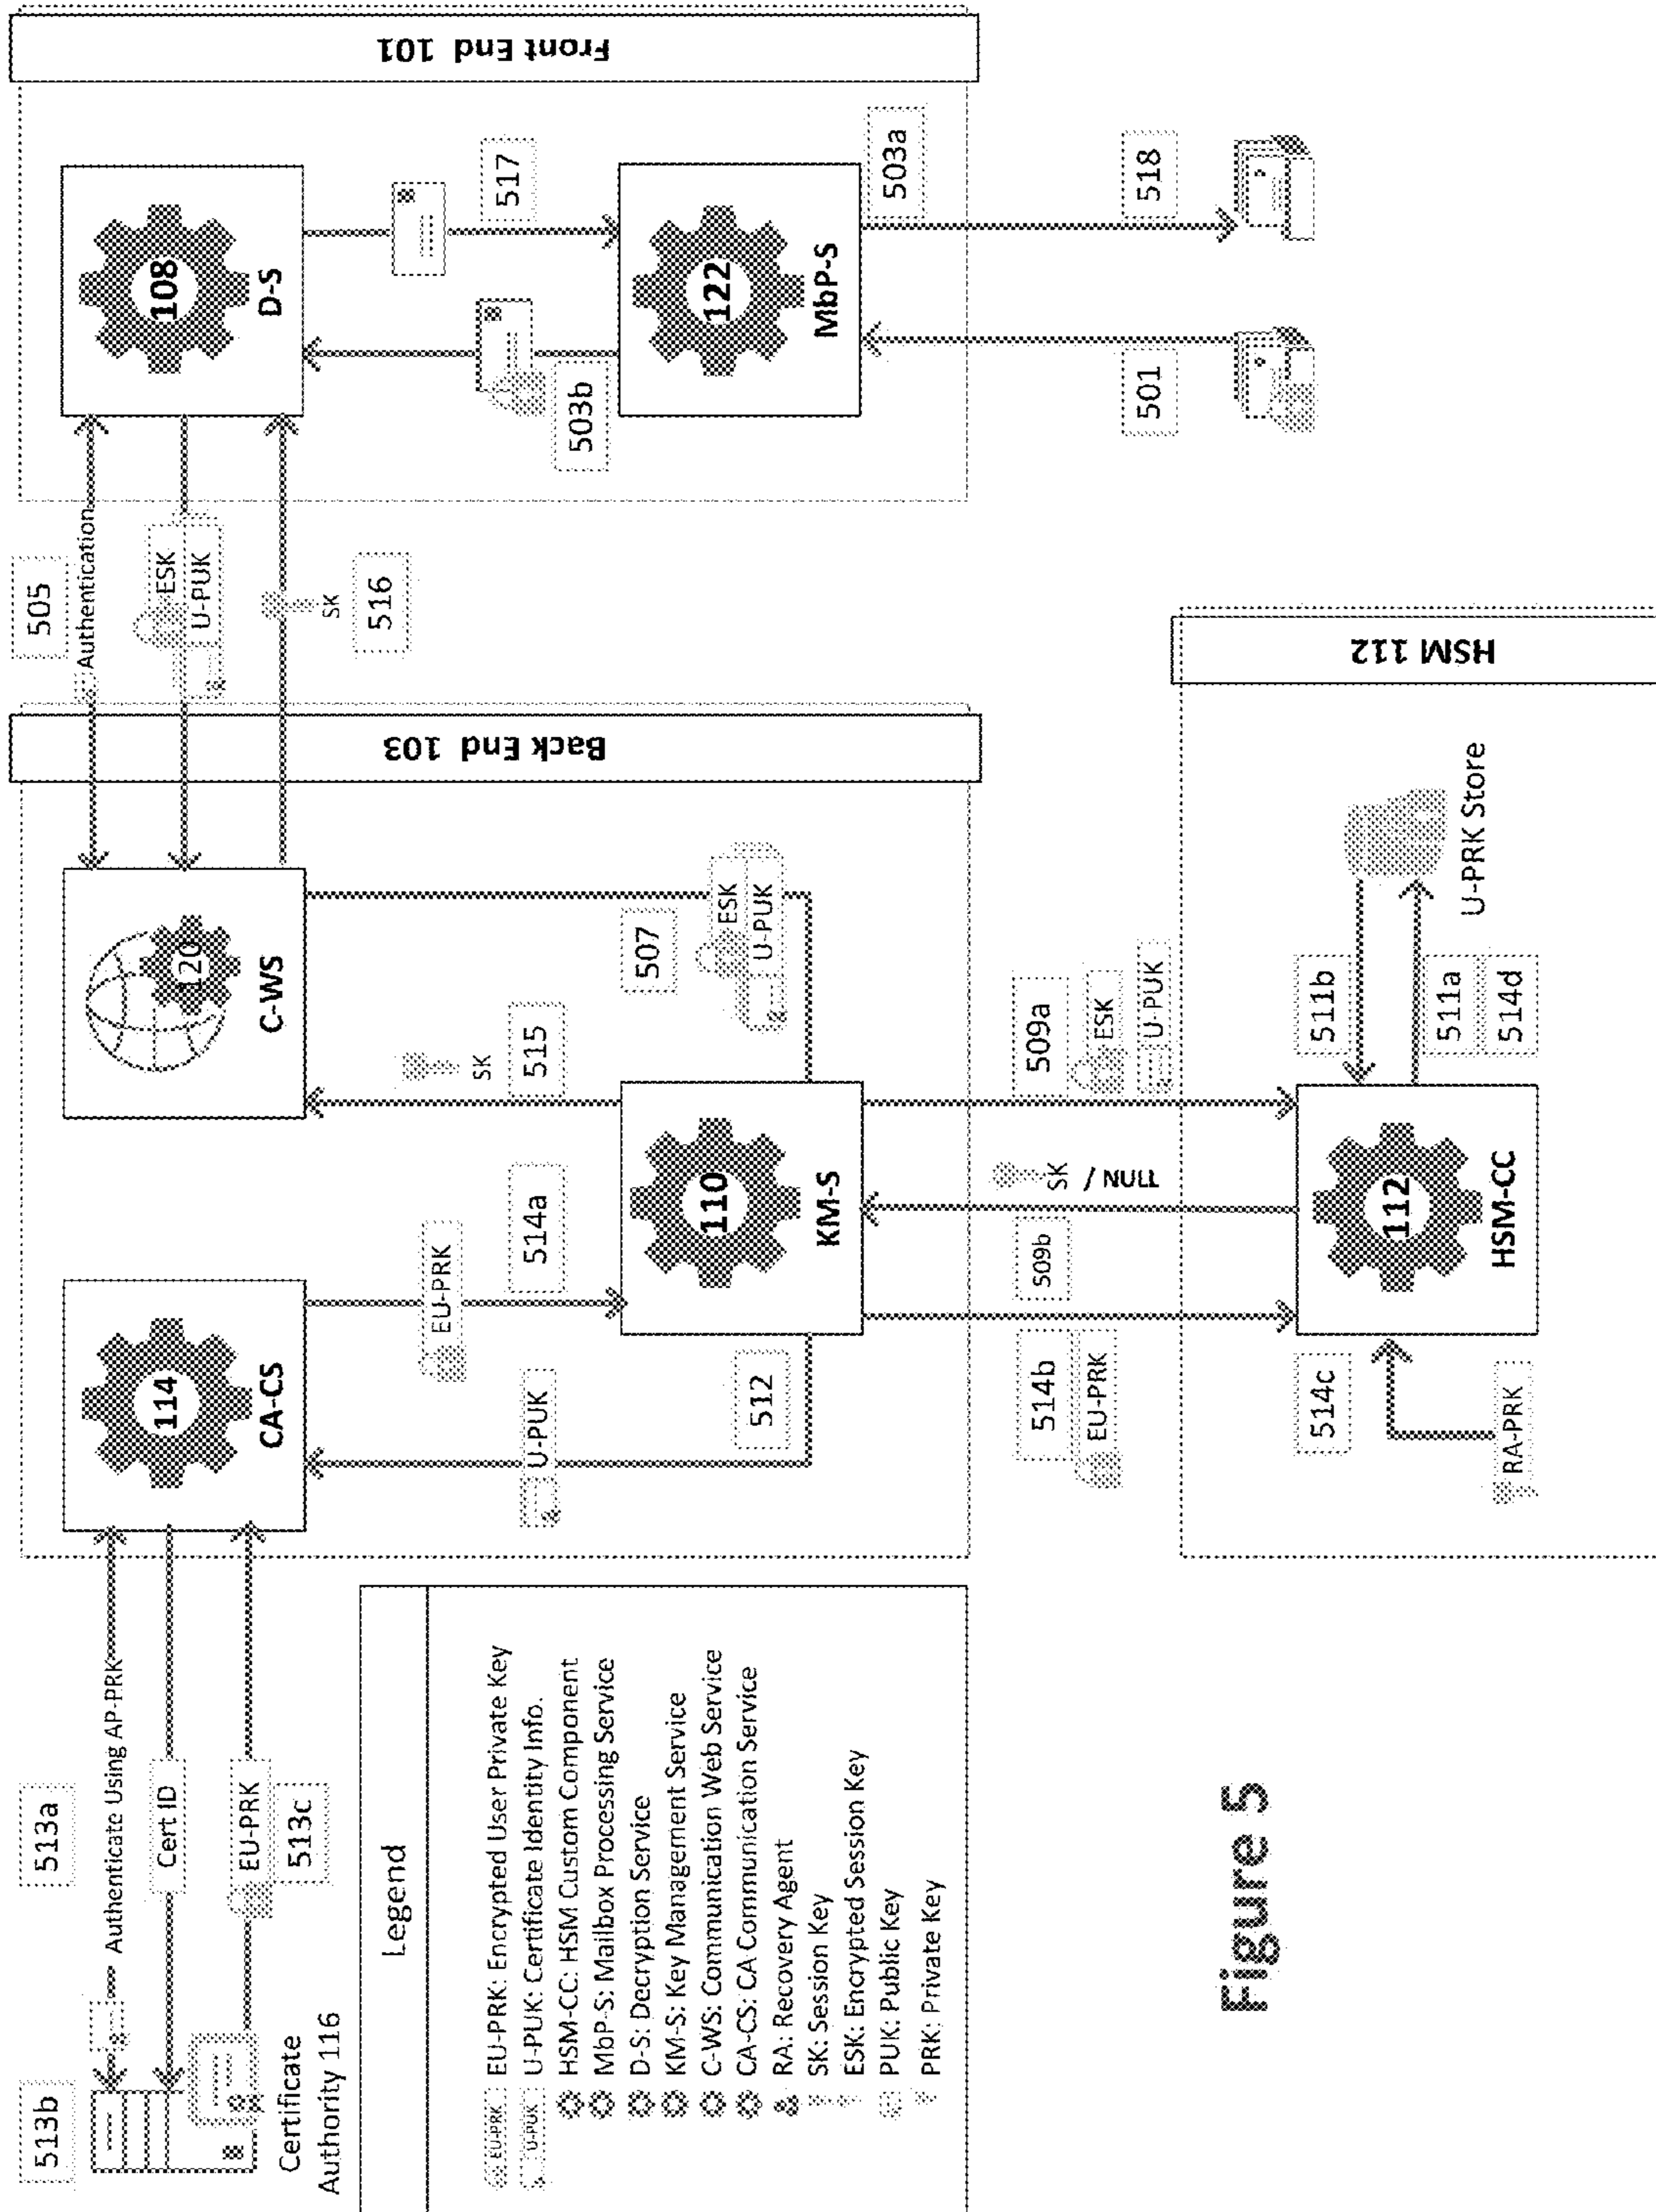 513b
513a
Authenticate Using AP-PRK
Cert ID
EU-PRK
513c
Certificate
Authority 116
114
CA-CS
U-PUK
512
EU-PRK
514a
110
KM-S
SK
515
120
C-WS
507
ESK
U-PUK
Back End 103
505
Authentication
ESK
U-PUK
SK
516
108
D-S
517
503b
122
MbP-S
503a
501
518
Front End 101
514b
EU-PRK
509b
SK / NULL
509a
ESK
U-PUK
514c
RA-PRK
112
HSM-CC
511b
511a
514d
U-PRK Store
HSM 112
Legend
EU-PRK EU-PRK: Encrypted User Private Key
U-PUK U-PUK: Certificate Identity Info.
HSM-CC: HSM Custom Component
MbP-S: Mailbox Processing Service
D-S: Decryption Service
KM-S: Key Management Service
C-WS: Communication Web Service
CA-CS: CA Communication Service
RA: Recovery Agent
SK: Session Key
ESK: Encrypted Session Key
PUK: Public Key
PRK: Private Key
Figure 5